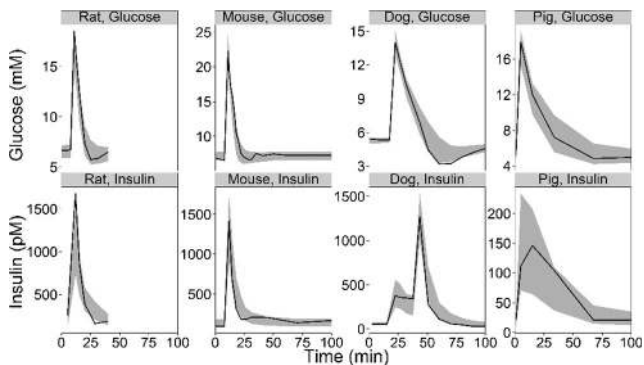 Rat, Glucose
Mouse, Glucose
Dog, Glucose
Pig, Glucose
Glucose (mM)
15
10
5
25
20
15
10
15
12
9
6
3
16
12
8
4
Rat, Insulin
Mouse, Insulin
Dog, Insulin
Pig, Insulin
Insulin (pM)
1500
1000
500
1500
1000
500
1500
1000
500
0
200
150
100
50
0
0 25 50 75 100
0 25 50 75 100
0 25 50 75 100
0 25 50 75 100
Time (min)